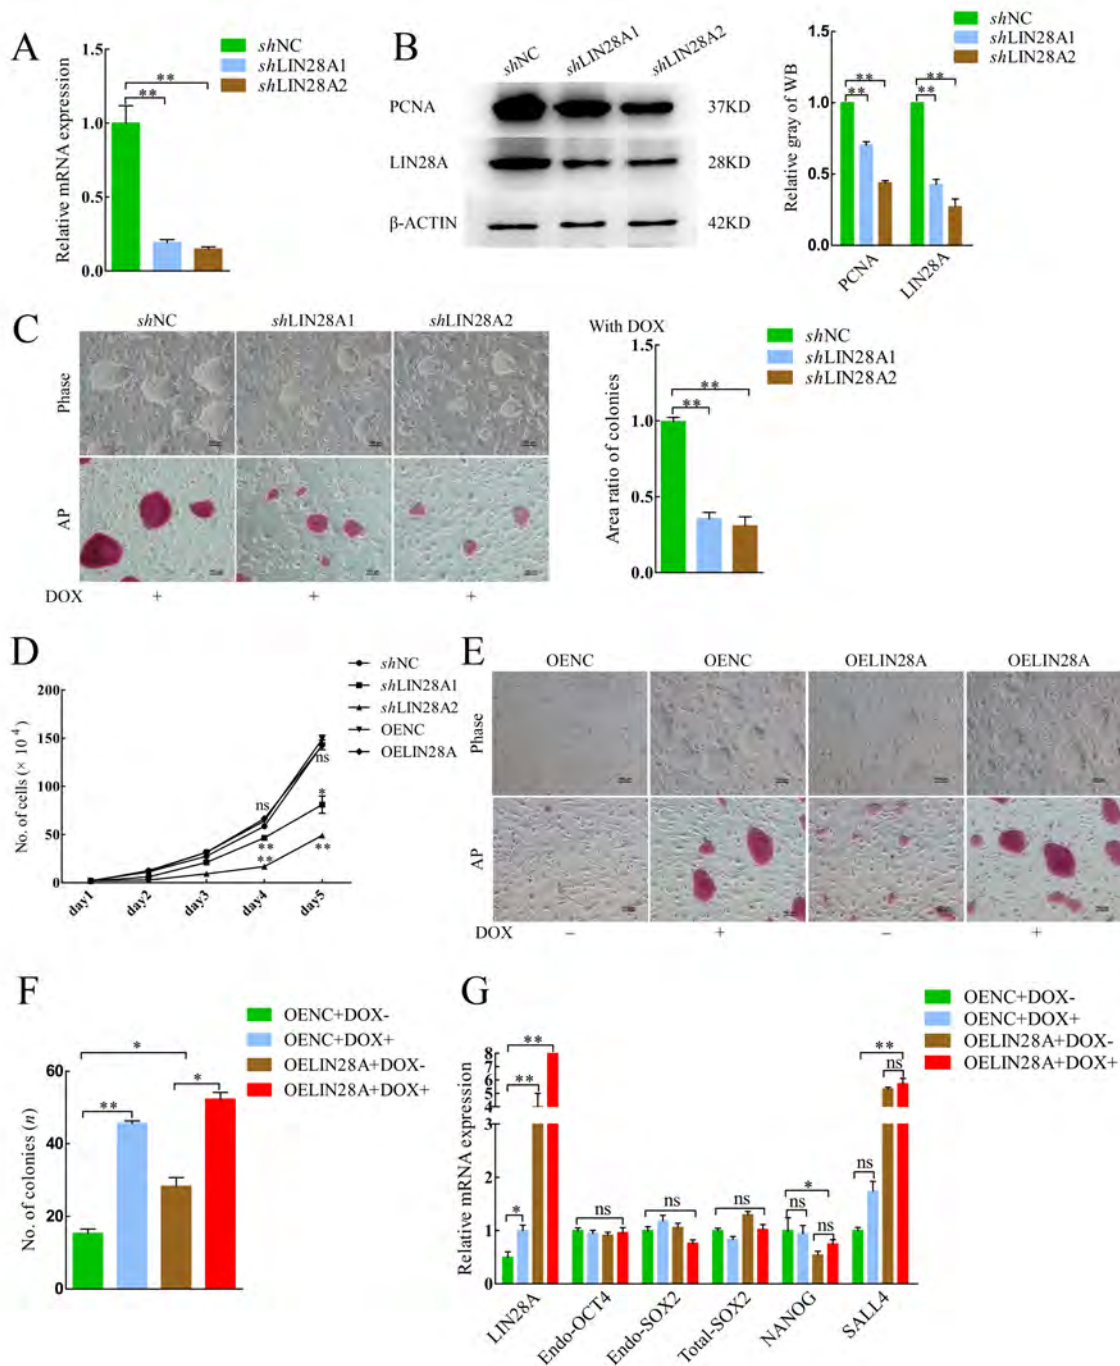 A
Relative mRNA expression
1.5
1.0
0.5
0.0
**
**
shNC
shLIN28A1
shLIN28A2
B
shNC
shLIN28A1
shLIN28A2
PCNA
37KD
LIN28A
28KD
β-ACTIN
42KD
Relative gray of WB
1.5
1.0
0.5
0.0
**
**
**
**
PCNA
LIN28A
shNC
shLIN28A1
shLIN28A2
C
shNC
shLIN28A1
shLIN28A2
Phase
AP
DOX + + +
With DOX
Area ratio of colonies
1.5
1.0
0.5
0.0
**
**
shNC
shLIN28A1
shLIN28A2
D
No. of cells (× 10⁻⁴)
200
150
100
50
0
day1 day2 day3 day4 day5
ns
**
**
ns
*
**
shNC
shLIN28A1
shLIN28A2
OENC
OELIN28A
E
OENC OENC OELIN28A OELIN28A
Phase
AP
DOX – + – +
F
No. of colonies (n)
60
40
20
0
**
*
*
OENC+DOX-
OENC+DOX+
OELIN28A+DOX-
OELIN28A+DOX+
G
Relative mRNA expression
8
7
6
5
4
3
2
1
0
*
**
**
ns
ns
ns
ns
*
ns
ns
**
ns
LIN28A
Endo-OCT4
Endo-SOX2
Total-SOX2
NANOG
SALL4
OENC+DOX-
OENC+DOX+
OELIN28A+DOX-
OELIN28A+DOX+